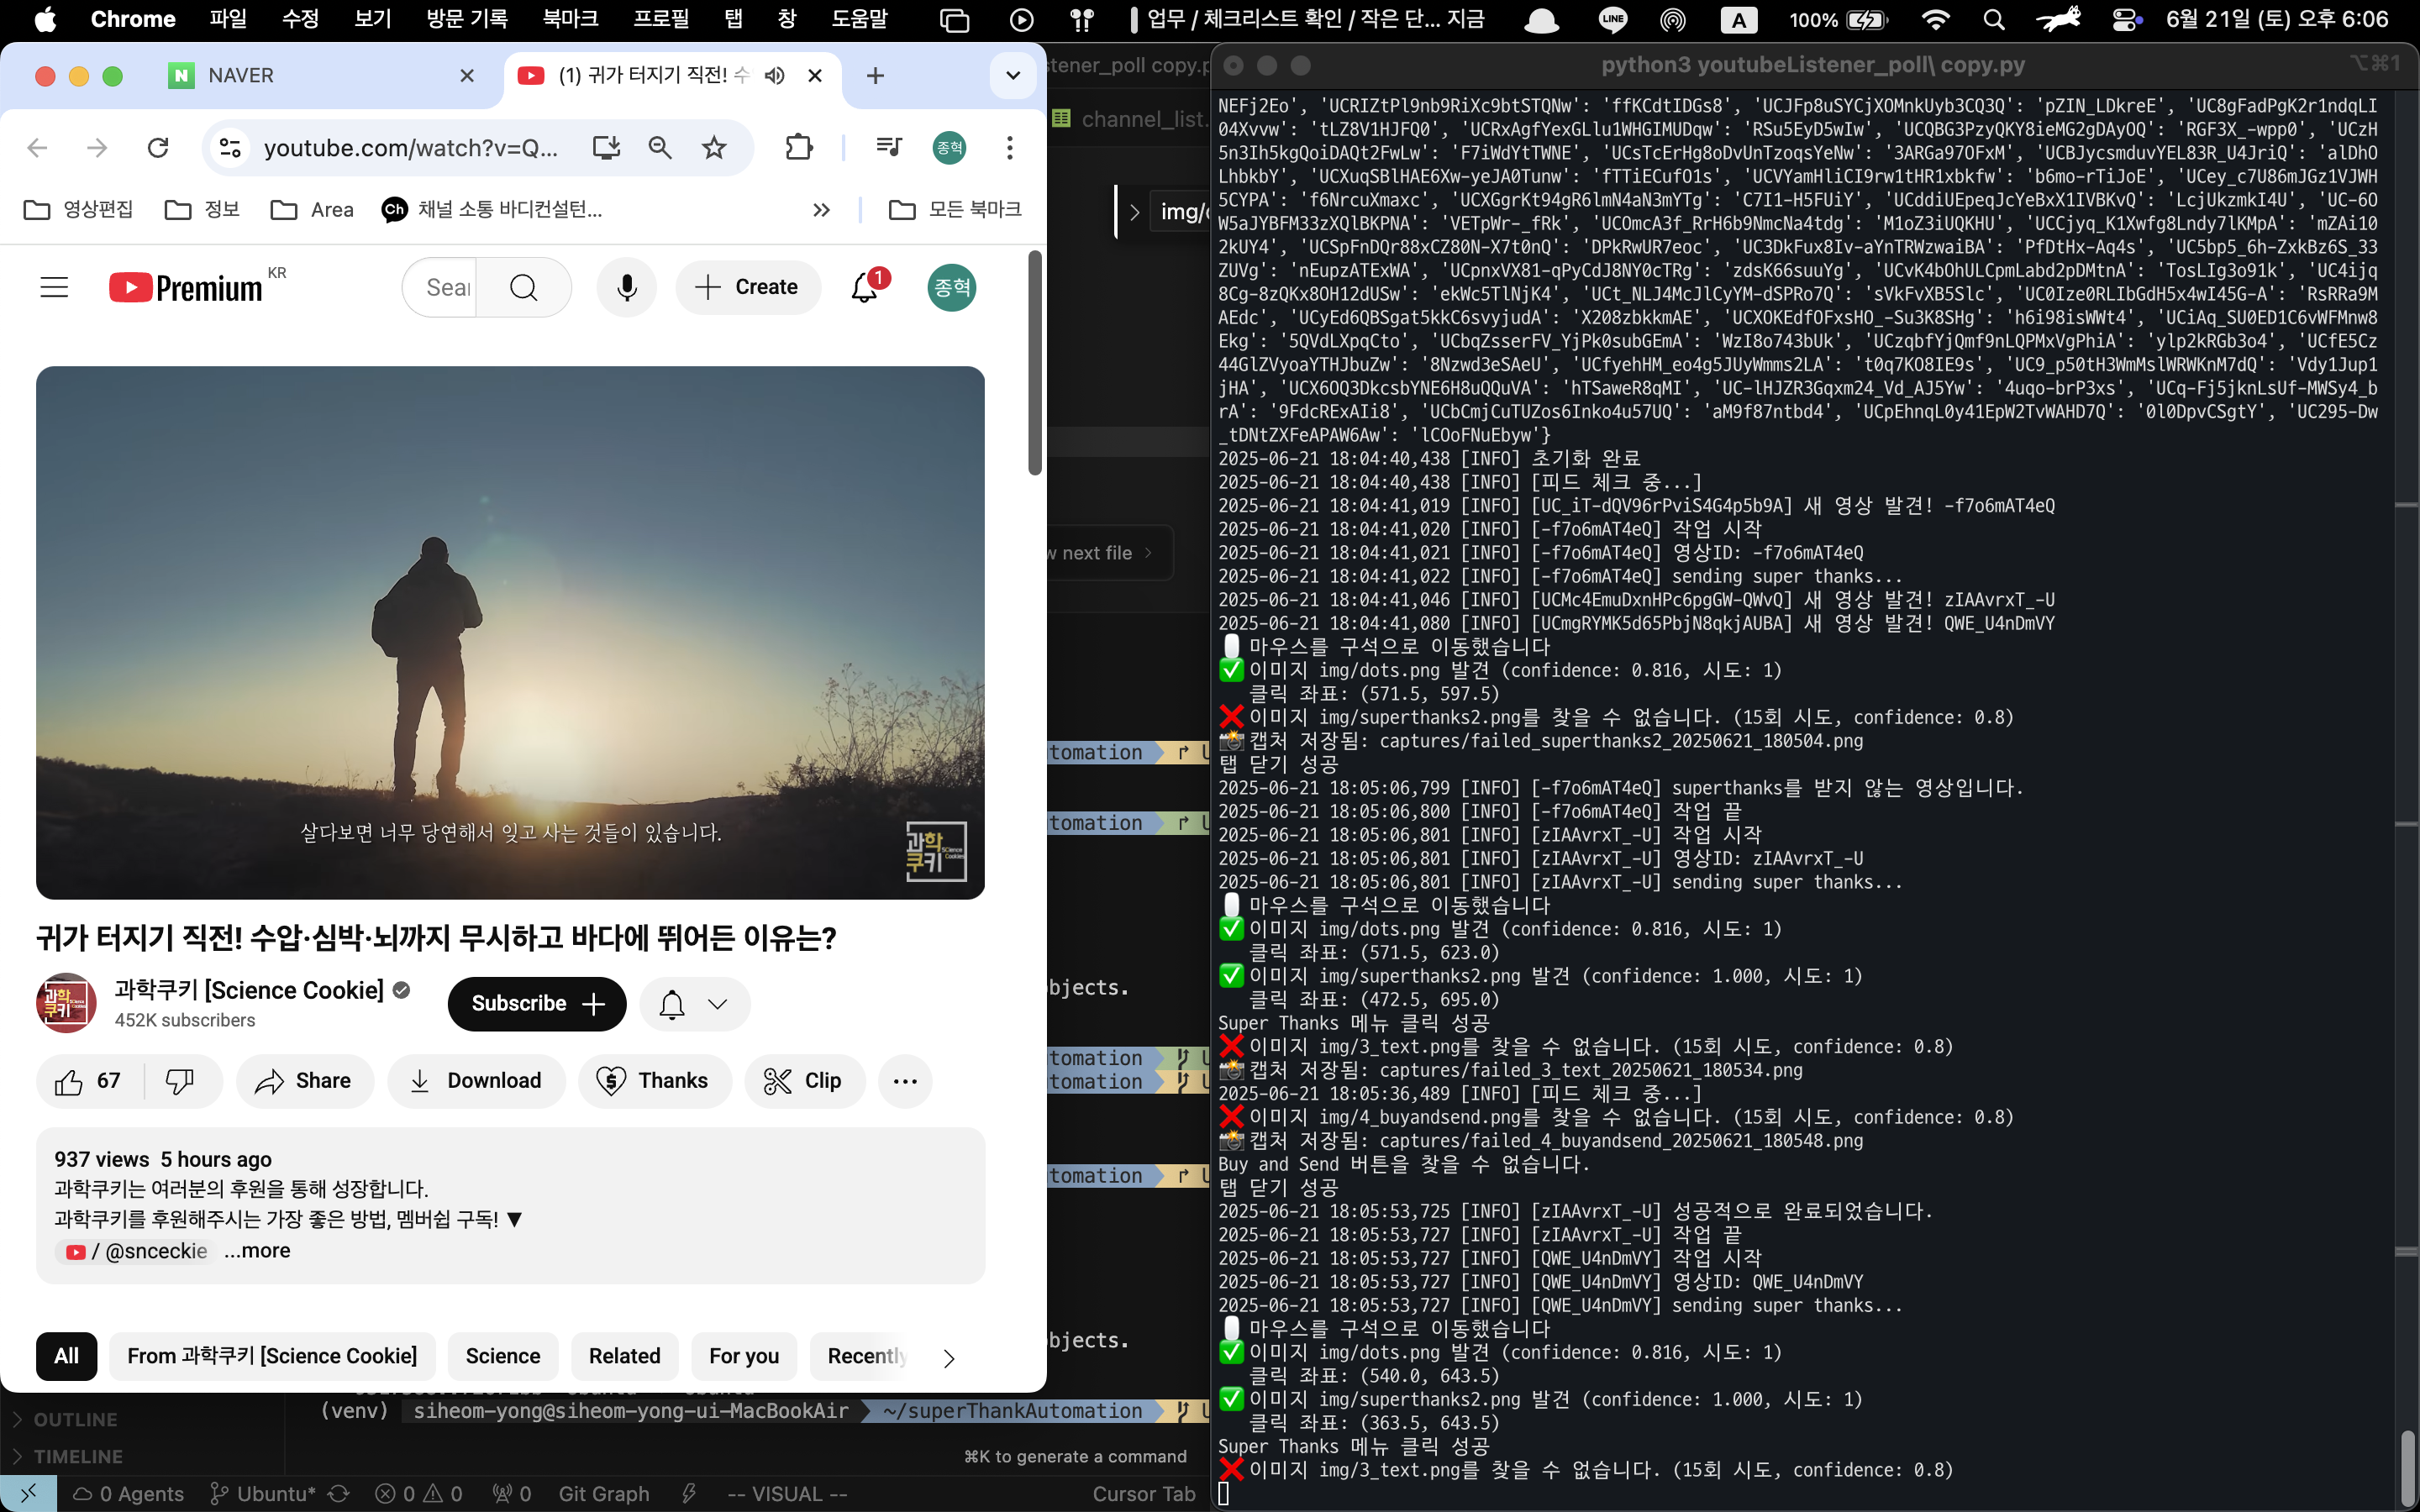 Chrome 파일 수정 보기 방문 기록 북마크 프로필 탭 창 도움말
업무 / 체크리스트 확인 / 작은 단... 지금
LINE
A
100%
6월 21일 (토) 오후 6:06
NAVER
(1) 귀가 터지기 직전! 수
youtube.com/watch?v=Q...
종혁
영상편집
정보
Area
채널 소통 바디컨설턴...
모든 북마크
Premium
KR
Create
1
종혁
살다보면 너무 당연해서 잊고 사는 것들이 있습니다.
과학쿠키
귀가 터지기 직전! 수압·심박·뇌까지 무시하고 바다에 뛰어든 이유는?
과학쿠키 [Science Cookie]
452K subscribers
Subscribe
67
Share
Download
Thanks
Clip
937 views 5 hours ago
과학쿠키는 여러분의 후원을 통해 성장합니다.
과학쿠키를 후원해주시는 가장 좋은 방법, 멤버쉽 구독! ▼
/ @snceckie ...more
All
From 과학쿠키 [Science Cookie]
Science
Related
For you
Recently
channel_list.
next file
bjects.
bjects.
OUTLINE
TIMELINE
(venv) siheom-yong@siheom-yong-ui-MacBookAir ~/superThankAutomation
⌘K to generate a command
0 Agents
Ubuntu*
0 0
0
Git Graph
-- VISUAL --
Cursor Tab
python3 youtubeListener_poll\ copy.py
⌥⌘1
NEFj2Eo', 'UCRIZtPl9nb9RiXc9btSTQNw': 'ffKCdtIDGs8', 'UCJFp8uSYCjXOMnkUyb3CQ3Q': 'pZIN_LDkreE', 'UC8gFadPgK2r1ndqLI
04Xvvw': 'tLZ8V1HJFQ0', 'UCRxAgfYexGLlu1WHGIMUDqw': 'RSu5EyD5wIw', 'UCQBG3PzyQKY8ieMG2gDAyOQ': 'RGF3X_-wpp0', 'UCzH
5n3Ih5kgQoiDAQt2FwLw': 'F7iWdYtTWNE', 'UCsTcErHg8oDvUnTzoqsYeNw': '3ARGa97OFxM', 'UCBJycsmduvYEL83R_U4JriQ': 'alDhO
LhbkbY', 'UCXuqSBlHAE6Xw-yeJA0Tunw': 'fTTiECufO1s', 'UCVYamHliCI9rw1tHR1xbkfw': 'b6mo-rTiJoE', 'UCey_c7U86mJGz1VJWH
5CYPA': 'f6NrcuXmaxc', 'UCXGgrKt94gR6lmN4aN3mYTg': 'C7I1-H5FUiY', 'UCddiUEpeqJcYeBxX1IVBKvQ': 'LcjUkzmkI4U', 'UC-6O
W5aJYBFM33zXQlBKPNA': 'VETpWr-_fRk', 'UCOmcA3f_RrH6b9NmcNa4tdg': 'M1oZ3iUQKHU', 'UCCjyq_K1Xwfg8Lndy7lKMpA': 'mZAi10
2kUY4', 'UCSpFnDQr88xCZ80N-X7t0nQ': 'DPkRwUR7eoc', 'UC3DkFux8Iv-aYnTRWzwaiBA': 'PfDtHx-Aq4s', 'UC5bp5_6h-ZxkBz6S_33
ZUVg': 'nEupzATExWA', 'UCpnxVX81-qPyCdJ8NY0cTRg': 'zdsK66suuYg', 'UCvK4bOhULCpmLabd2pDMtnA': 'TosLIg3o91k', 'UC4ijq
8Cg-8zQKx8OH12dUSw': 'ekWc5TlNjK4', 'UCt_NLJ4McJlCyYM-dSPRo7Q': 'sVkFvXB5Slc', 'UC0Ize0RLIbGdH5x4wI45G-A': 'RsRRa9M
AEdc', 'UCyEd6QBSgat5kkC6svyjudA': 'X208zbkkmAE', 'UCXOKEdfOFxsHO_-Su3K8SHg': 'h6i98isWWt4', 'UCiAq_SU0ED1C6vWFMnw8
Ekg': '5QVdLXpqCto', 'UCbqZsserFV_YjPk0subGEmA': 'WzI8o743bUk', 'UCzqbfYjQmf9nLQPMxVgPhiA': 'ylp2kRGb3o4', 'UCfE5Cz
44GlZVyoaYTHJbuZw': '8Nzwd3eSAeU', 'UCfyehHM_eo4g5JUyWmms2LA': 't0q7KO8IE9s', 'UC9_p50tH3WmMslWRWKnM7dQ': 'Vdy1Jup1
jHA', 'UCX6OQ3DkcsbYNE6H8uQQuVA': 'hTSaweR8qMI', 'UC-lHJZR3Gqxm24_Vd_AJ5Yw': '4uqo-brP3xs', 'UCq-Fj5jknLsUf-MWSy4_b
rA': '9FdcRExAIi8', 'UCbCmjCuTUZos6Inko4u57UQ': 'aM9f87ntbd4', 'UCpEhnqL0y41EpW2TvWAHD7Q': '0l0DpvCSgtY', 'UC295-Dw
_tDNtZXFeAPAW6Aw': 'lCOoFNuEbyw'}
2025-06-21 18:04:40,438 [INFO] 초기화 완료
2025-06-21 18:04:40,438 [INFO] [피드 체크 중...]
2025-06-21 18:04:41,019 [INFO] [UC_iT-dQV96rPviS4G4p5b9A] 새 영상 발견! -f7o6mAT4eQ
2025-06-21 18:04:41,020 [INFO] [-f7o6mAT4eQ] 작업 시작
2025-06-21 18:04:41,021 [INFO] [-f7o6mAT4eQ] 영상ID: -f7o6mAT4eQ
2025-06-21 18:04:41,022 [INFO] [-f7o6mAT4eQ] sending super thanks...
2025-06-21 18:04:41,046 [INFO] [UCMc4EmuDxnHPc6pgGW-QWvQ] 새 영상 발견! zIAAvrxT_-U
2025-06-21 18:04:41,080 [INFO] [UCmgRYMK5d65PbjN8qkjAUBA] 새 영상 발견! QWE_U4nDmVY
마우스를 구석으로 이동했습니다
✅ 이미지 img/dots.png 발견 (confidence: 0.816, 시도: 1)
클릭 좌표: (571.5, 597.5)
❌ 이미지 img/superthanks2.png를 찾을 수 없습니다. (15회 시도, confidence: 0.8)
📸 캡처 저장됨: captures/failed_superthanks2_20250621_180504.png
탭 닫기 성공
2025-06-21 18:05:06,799 [INFO] [-f7o6mAT4eQ] superthanks를 받지 않는 영상입니다.
2025-06-21 18:05:06,800 [INFO] [-f7o6mAT4eQ] 작업 끝
2025-06-21 18:05:06,801 [INFO] [zIAAvrxT_-U] 작업 시작
2025-06-21 18:05:06,801 [INFO] [zIAAvrxT_-U] 영상ID: zIAAvrxT_-U
2025-06-21 18:05:06,801 [INFO] [zIAAvrxT_-U] sending super thanks...
마우스를 구석으로 이동했습니다
✅ 이미지 img/dots.png 발견 (confidence: 0.816, 시도: 1)
클릭 좌표: (571.5, 623.0)
✅ 이미지 img/superthanks2.png 발견 (confidence: 1.000, 시도: 1)
클릭 좌표: (472.5, 695.0)
Super Thanks 메뉴 클릭 성공
❌ 이미지 img/3_text.png를 찾을 수 없습니다. (15회 시도, confidence: 0.8)
📸 캡처 저장됨: captures/failed_3_text_20250621_180534.png
2025-06-21 18:05:36,489 [INFO] [피드 체크 중...]
❌ 이미지 img/4_buyandsend.png를 찾을 수 없습니다. (15회 시도, confidence: 0.8)
📸 캡처 저장됨: captures/failed_4_buyandsend_20250621_180548.png
Buy and Send 버튼을 찾을 수 없습니다.
탭 닫기 성공
2025-06-21 18:05:53,725 [INFO] [zIAAvrxT_-U] 성공적으로 완료되었습니다.
2025-06-21 18:05:53,727 [INFO] [zIAAvrxT_-U] 작업 끝
2025-06-21 18:05:53,727 [INFO] [QWE_U4nDmVY] 작업 시작
2025-06-21 18:05:53,727 [INFO] [QWE_U4nDmVY] 영상ID: QWE_U4nDmVY
2025-06-21 18:05:53,727 [INFO] [QWE_U4nDmVY] sending super thanks...
마우스를 구석으로 이동했습니다
✅ 이미지 img/dots.png 발견 (confidence: 0.816, 시도: 1)
클릭 좌표: (540.0, 643.5)
✅ 이미지 img/superthanks2.png 발견 (confidence: 1.000, 시도: 1)
클릭 좌표: (363.5, 643.5)
Super Thanks 메뉴 클릭 성공
❌ 이미지 img/3_text.png를 찾을 수 없습니다. (15회 시도, confidence: 0.8)